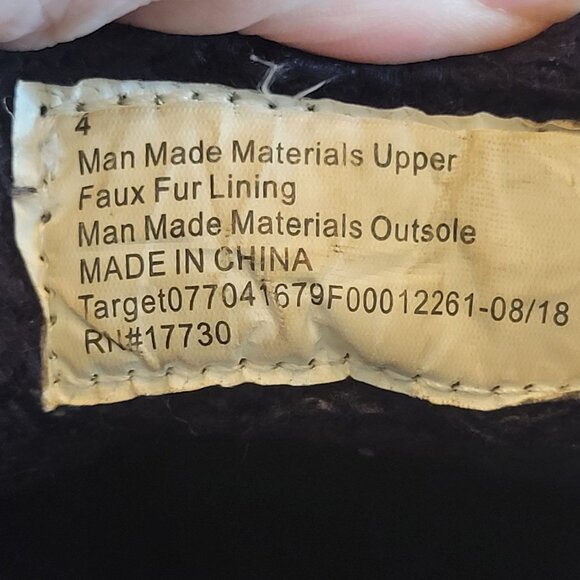 4
Man Made Materials Upper
Faux Fur Lining
Man Made Materials Outsole
MADE IN CHINA
Target077041679F00012261-08/18
RN#17730